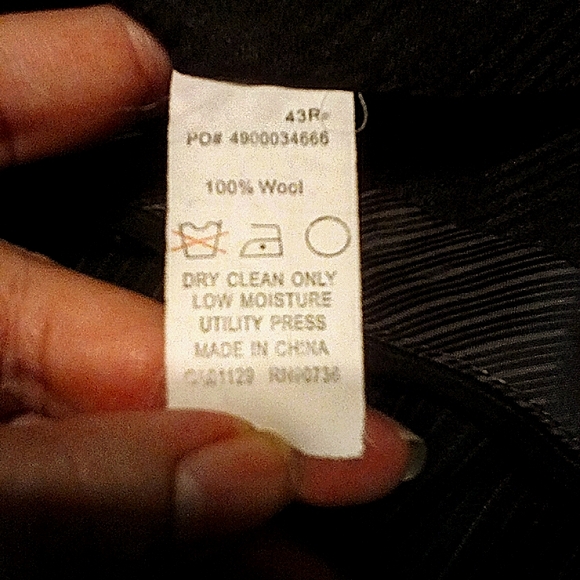 43R
PO# 4900034666
100% Wool
DRY CLEAN ONLY
LOW MOISTURE
UTILITY PRESS
MADE IN CHINA